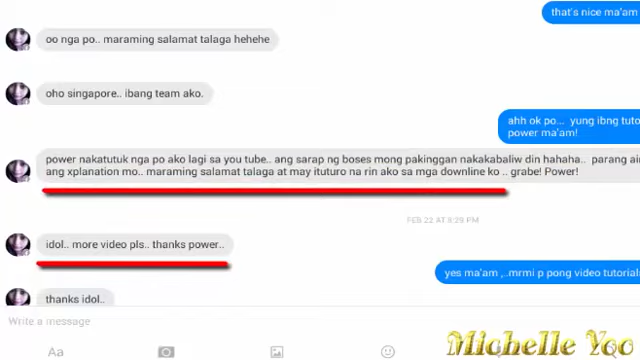 that's nice ma'am
oo nga po.. maraming salamat talaga hehehe
oho singapore.. ibang team ako.
ahh ok po... yung ibng tuto
power ma'am!
power nakatutuk nga po ako lagi sa you tube.. ang sarap ng boses mong pakinggan nakakabaliw din hahaha.. parang air
ang xplanation mo.. maraming salamat talaga at may ituturo na rin ako sa mga downline ko .. grabe! Power!
FEB 22 AT 9:29 PM
idol.. more video pls.. thanks power..
yes ma'am ,..mrmi p pong video tutorials
thanks idol..
Write a message
Aa
Michelle Yoo